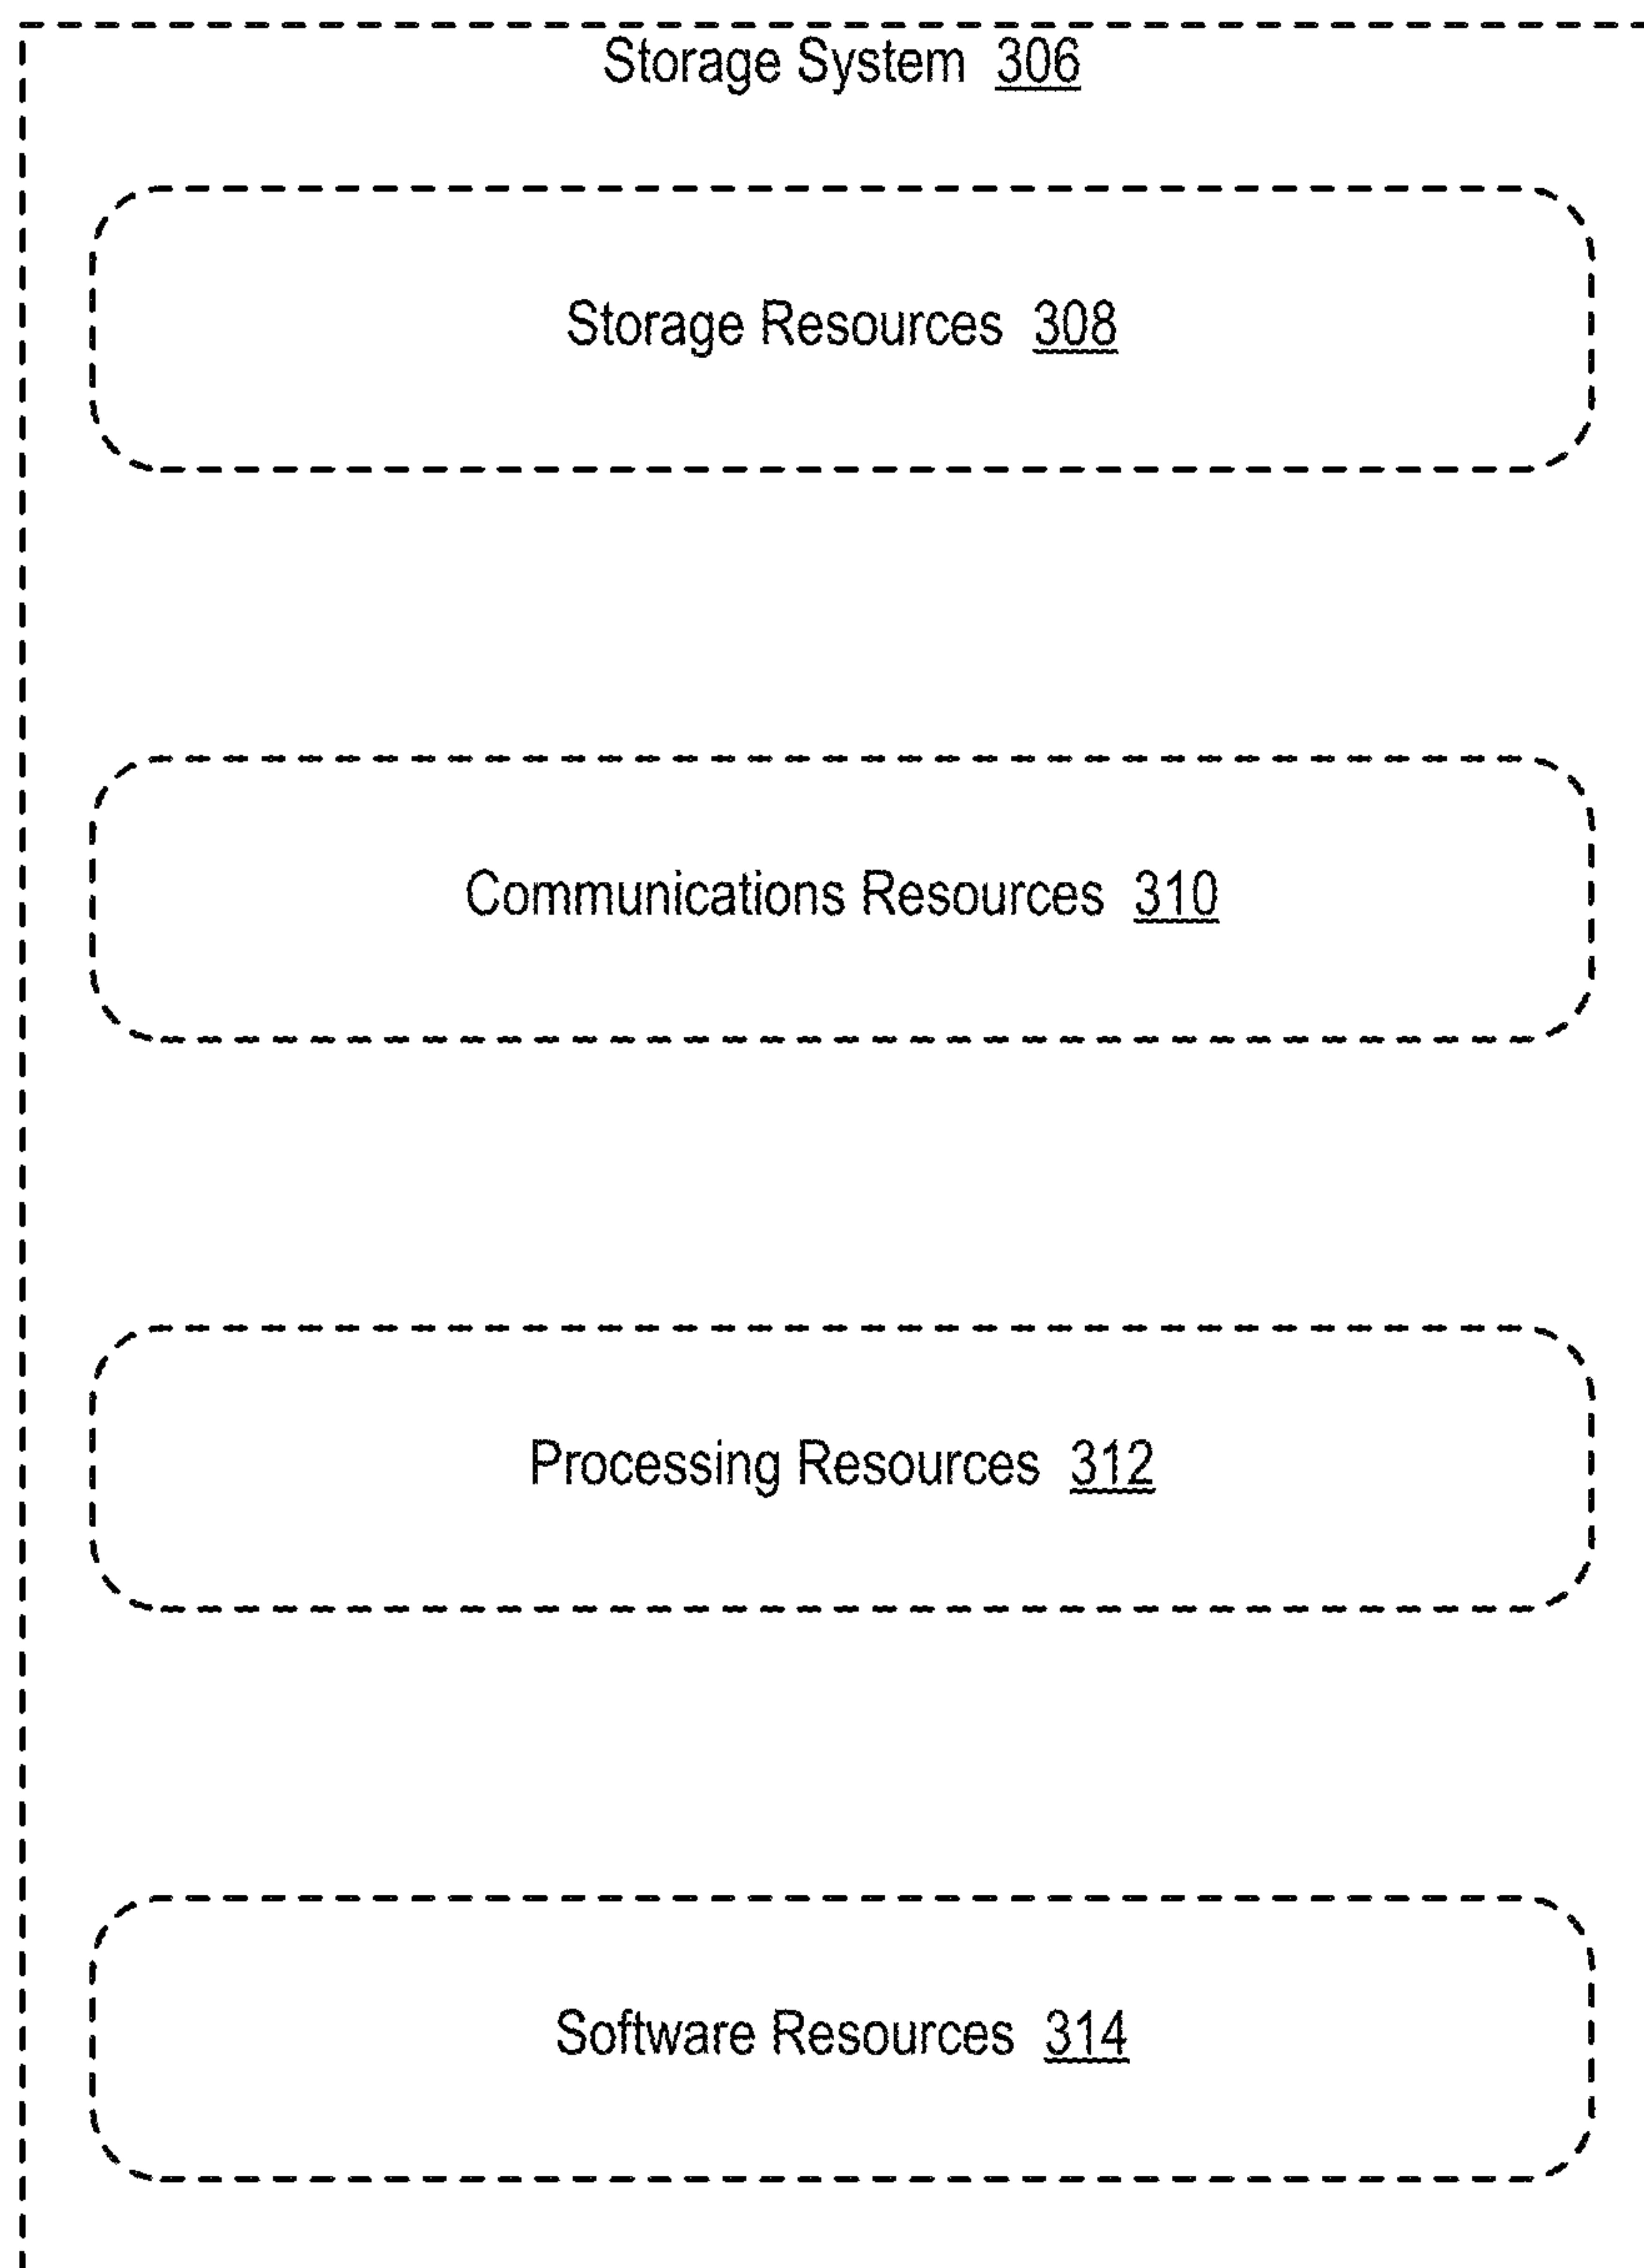 Storage System 306
Storage Resources 308
Communications Resources 310
Processing Resources 312
Software Resources 314